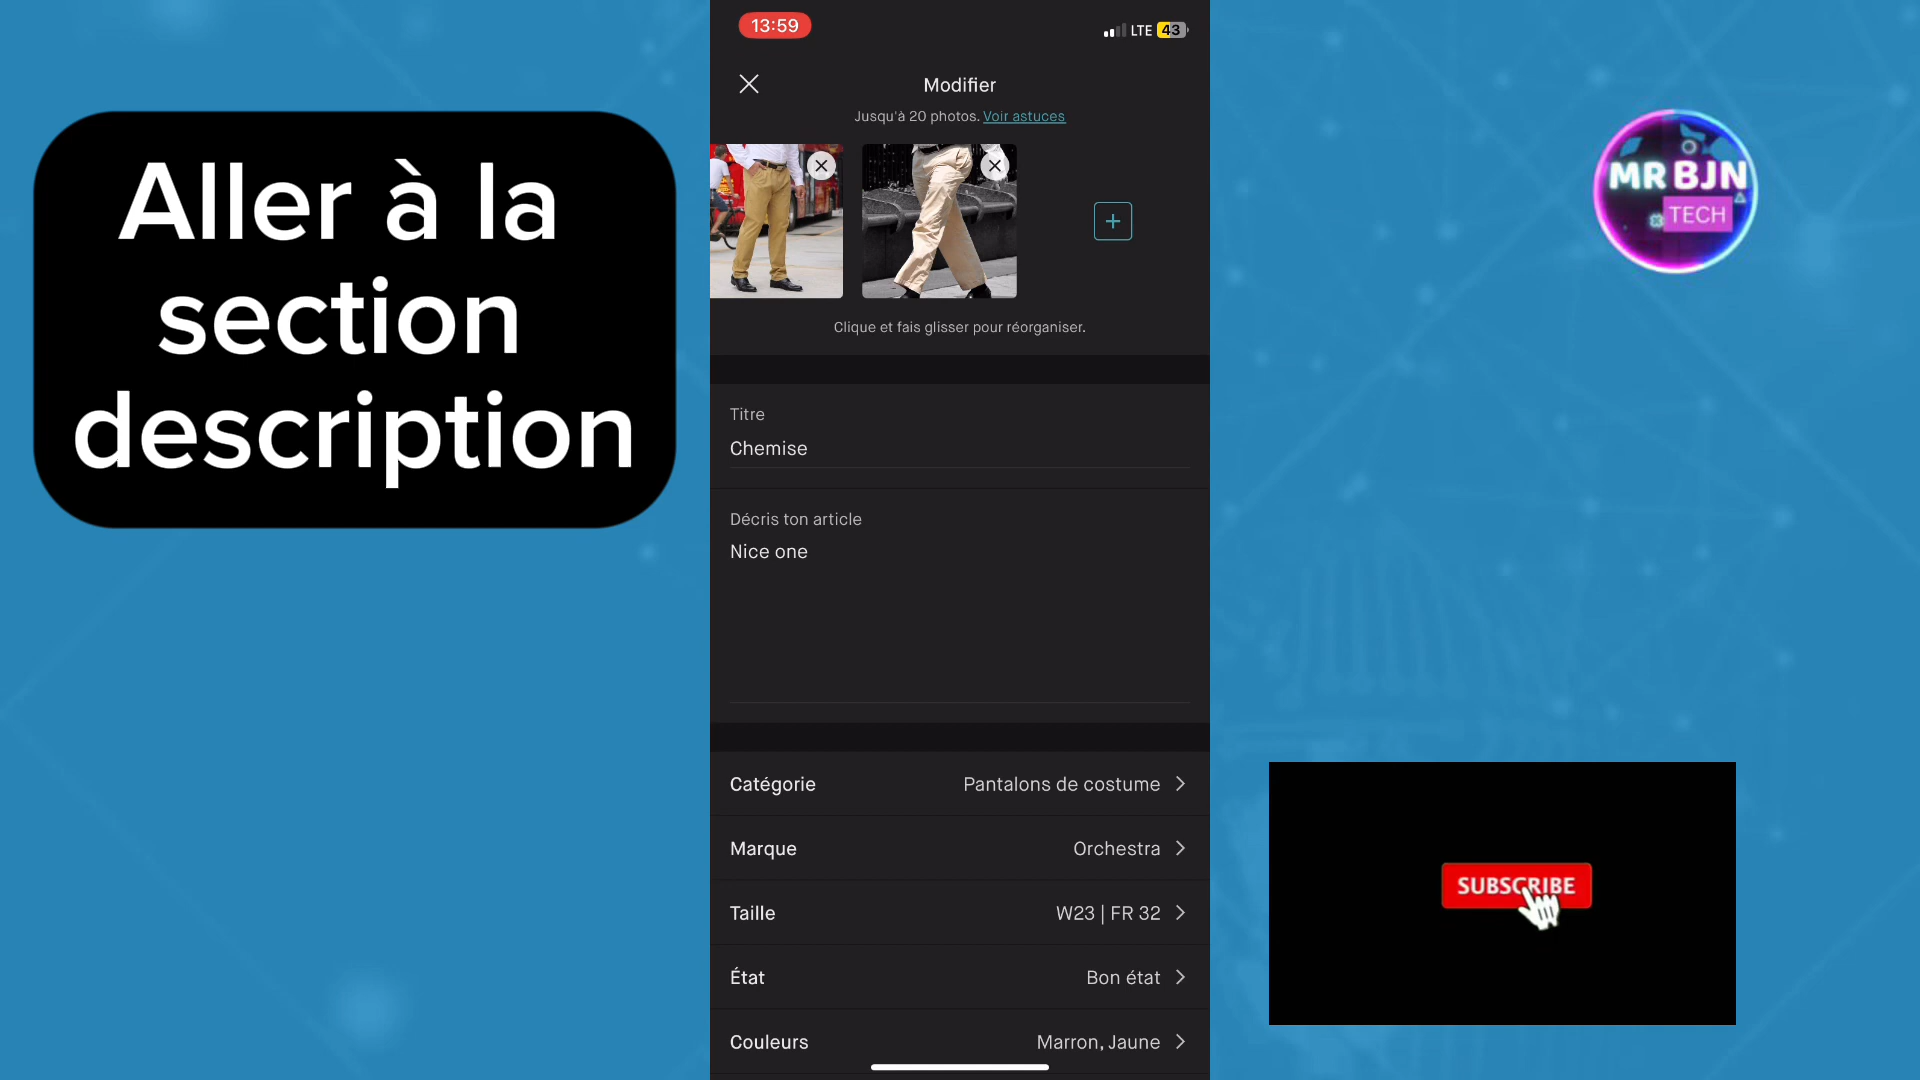 Aller à la
section
description
13:59
LTE 43
Modifier
Jusqu'à 20 photos. Voir astuces
Clique et fais glisser pour réorganiser.
Titre
Chemise
Décris ton article
Nice one
Catégorie Pantalons de costume
Marque Orchestra
Taille W23 | FR 32
État Bon état
Couleurs Marron, Jaune
MR BJN
TECH
SUBSCRIBE